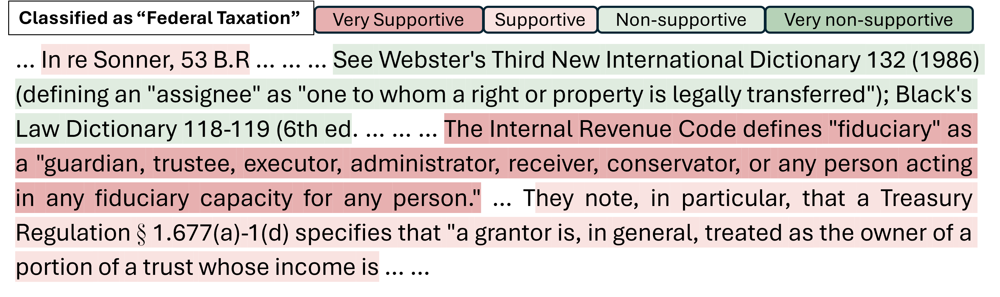 Classified as “Federal Taxation” Very Supportive Supportive Non-supportive Very non-supportive
... In re Sonner, 53 B.R ... ... ... See Webster's Third New International Dictionary 132 (1986)
(defining an "assignee" as "one to whom a right or property is legally transferred"); Black's
Law Dictionary 118-119 (6th ed. ... ... ... The Internal Revenue Code defines "fiduciary" as
a "guardian, trustee, executor, administrator, receiver, conservator, or any person acting
in any fiduciary capacity for any person." ... They note, in particular, that a Treasury
Regulation § 1.677(a)-1(d) specifies that "a grantor is, in general, treated as the owner of a
portion of a trust whose income is ... ...